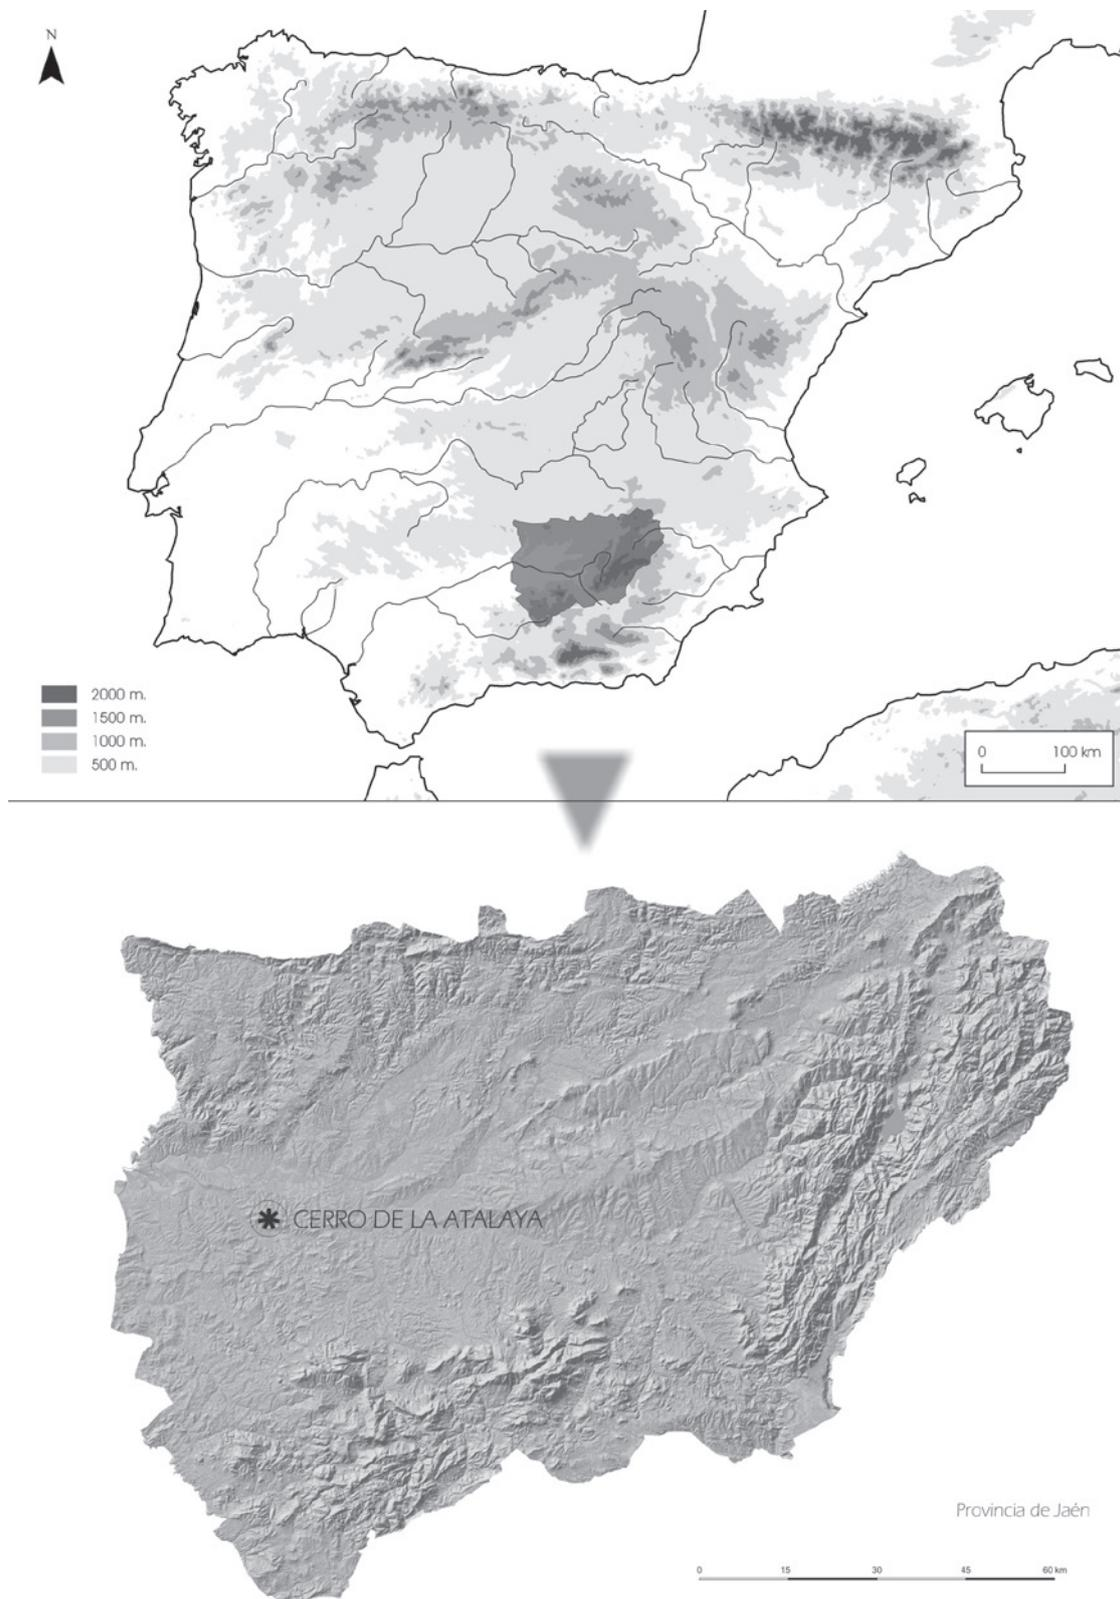 N
2000 m.
1500 m.
1000 m.
500 m.
0 100 km
CERRO DE LA ATALAYA
Provincia de Jaén
0 15 30 45 60 km